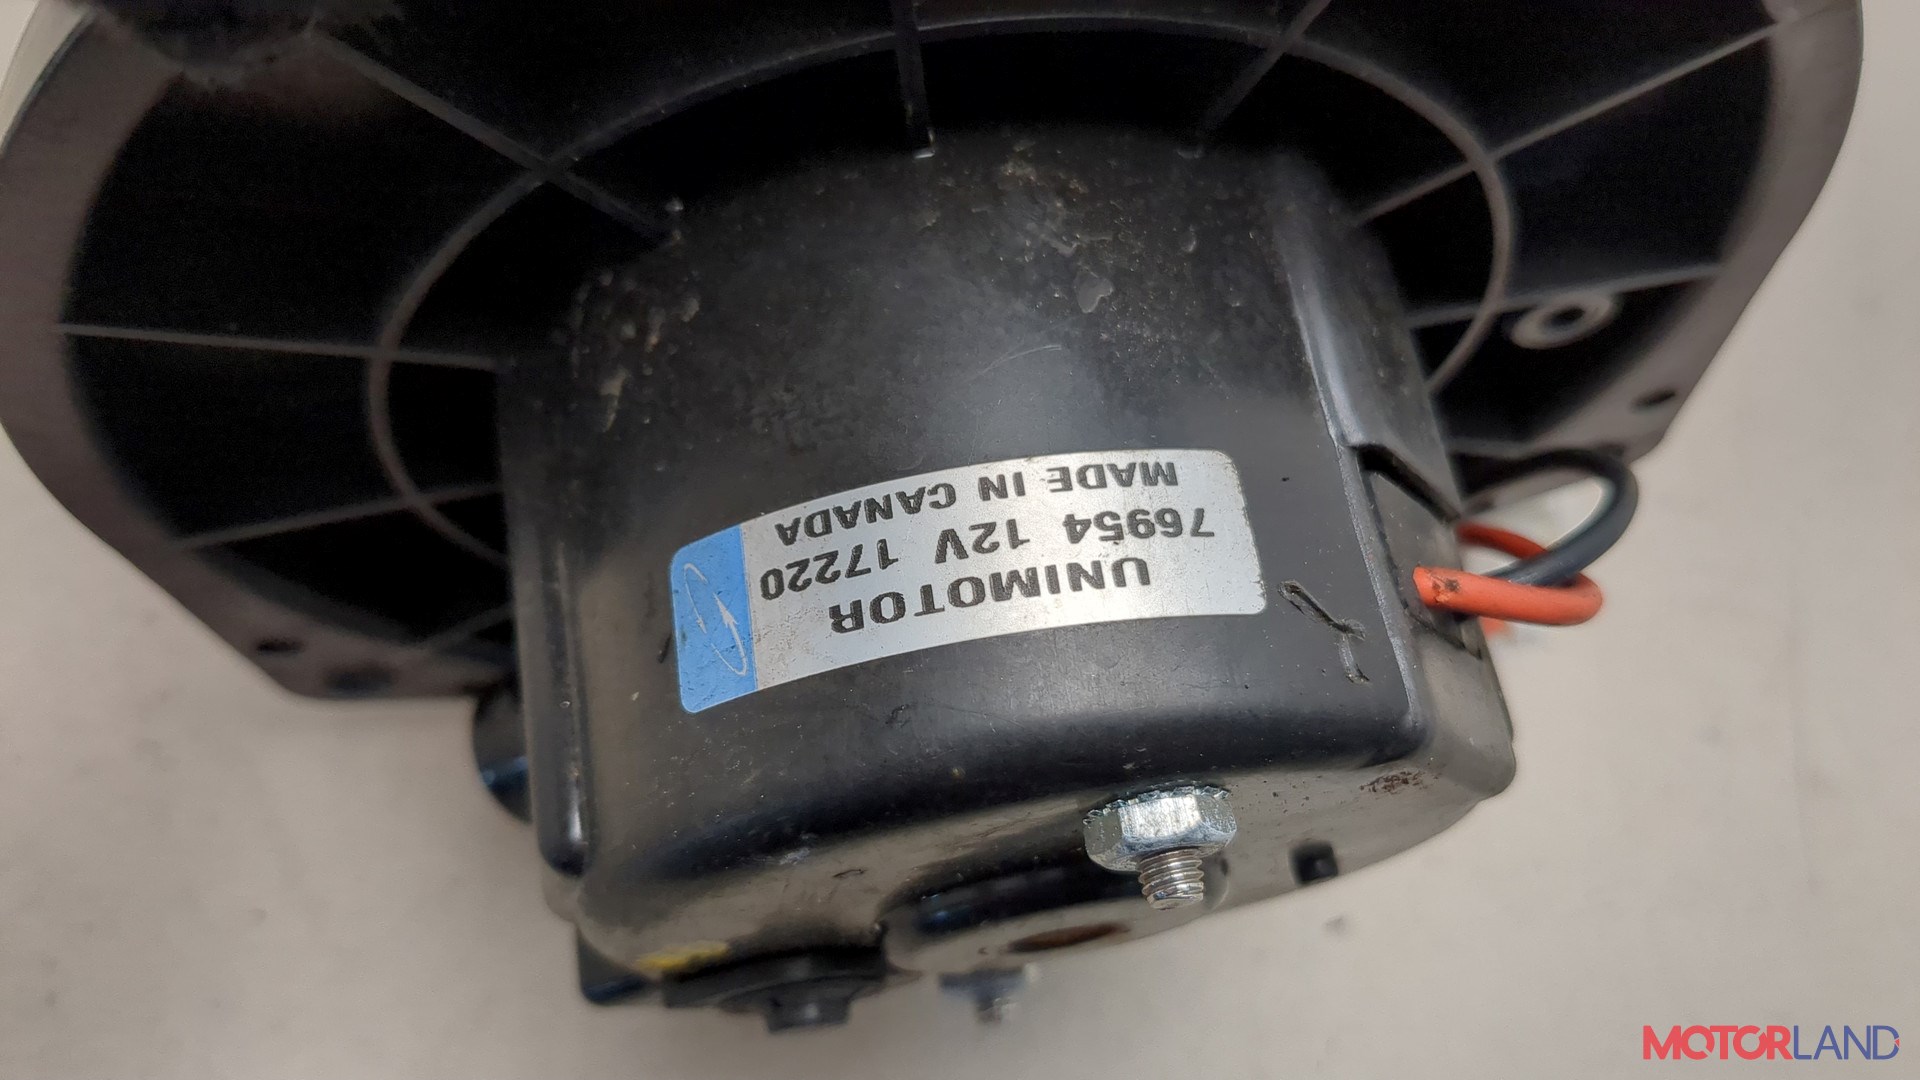 UNIMOTOR
76954 12V 17220
MADE IN CANADA
MOTORLAND